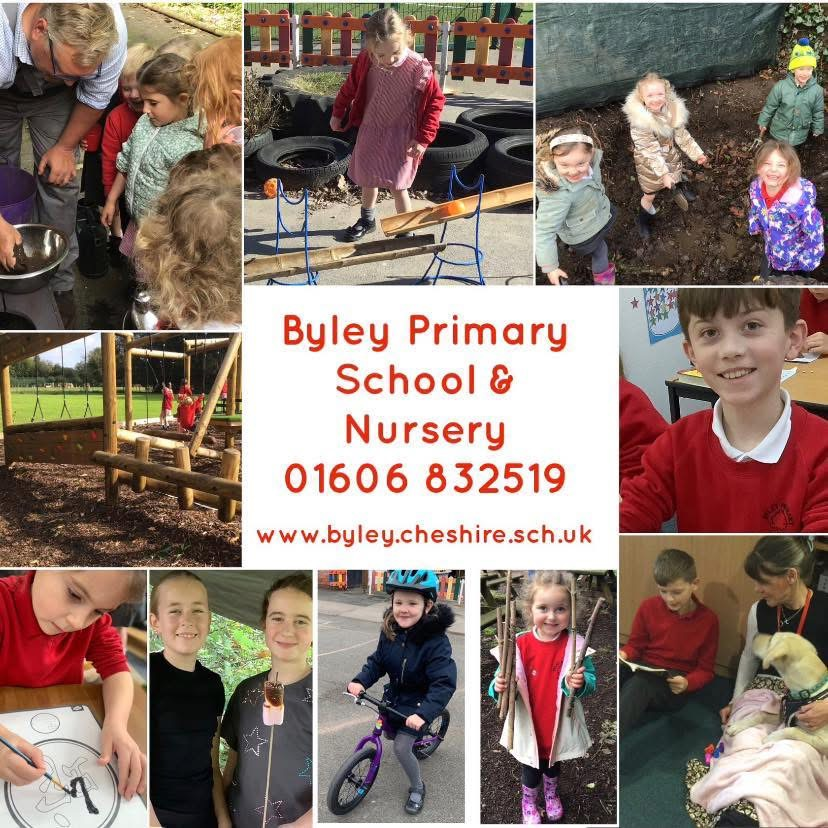 Byley Primary
School &
Nursery
01606 832519
www.byley.cheshire.sch.uk